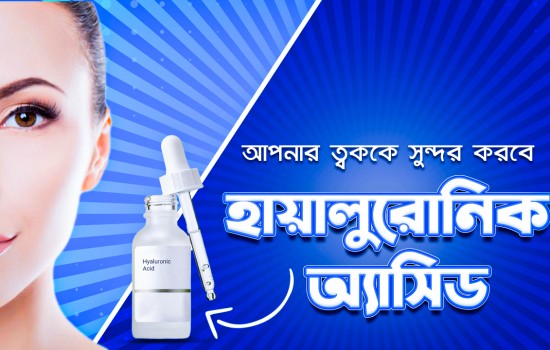 আপনার ত্বককে সুন্দর করবে
হায়ালুরোনিক
অ্যাসিড
Hyaluronic
Acid